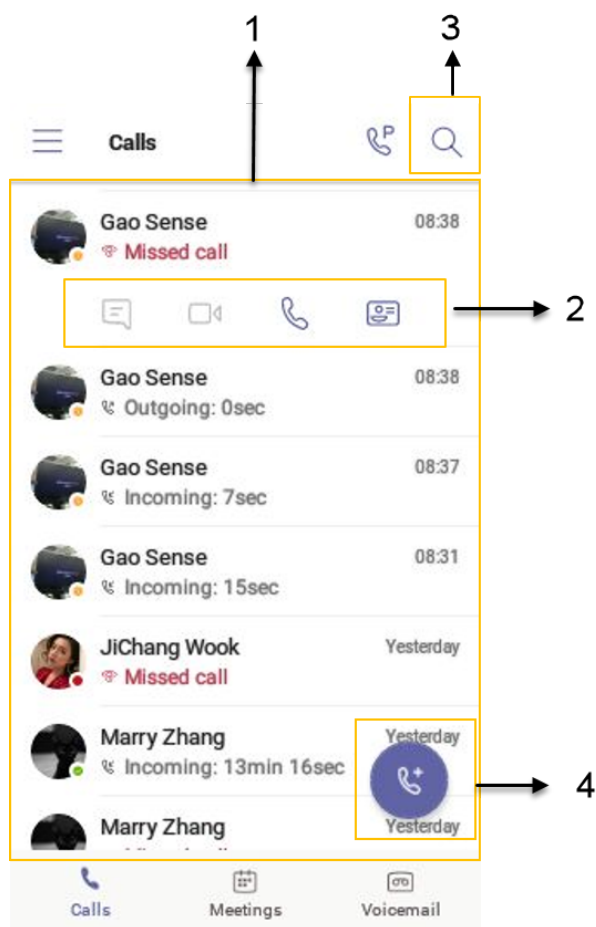 1
3
Calls
P
Gao Sense
08:38
Missed call
2
Gao Sense
08:38
Outgoing: 0sec
Gao Sense
08:37
Incoming: 7sec
Gao Sense
08:31
Incoming: 15sec
JiChang Wook
Yesterday
Missed call
Marry Zhang
Yesterday
Incoming: 13min 16sec
4
Marry Zhang
Yesterday
Calls
Meetings
Voicemail